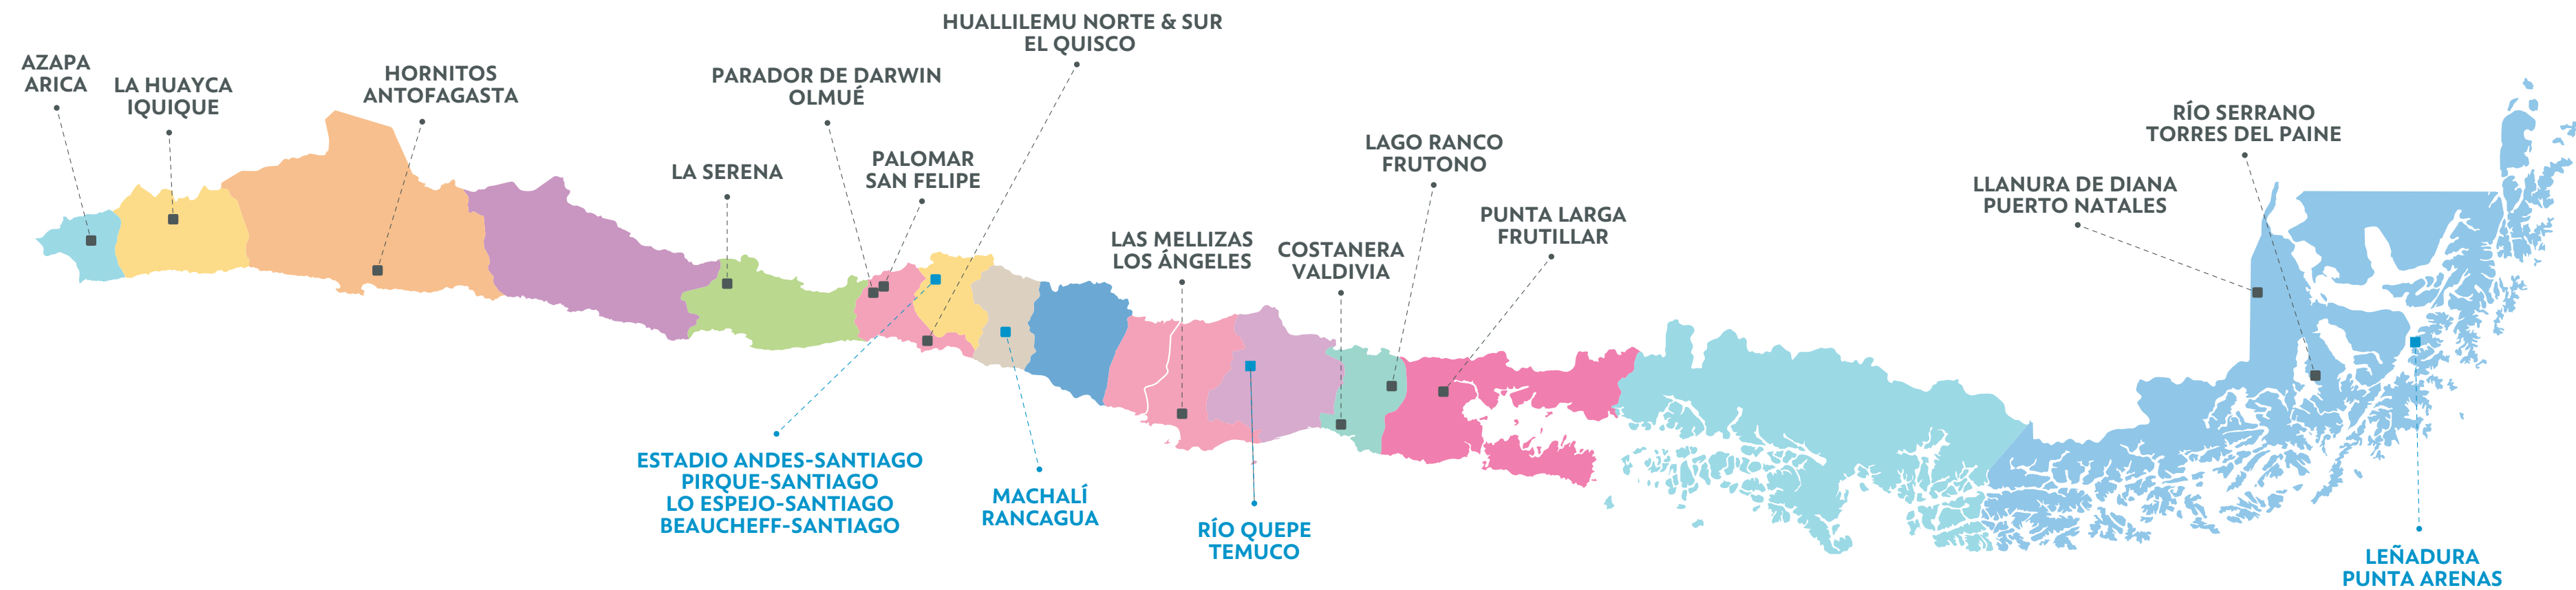 HUALLILEMU NORTE & SUR
EL QUISCO
AZAPA
ARICA
LA HUAYCA
IQUIQUE
HORNITOS
ANTOFAGASTA
PARADOR DE DARWIN
OLMUÉ
LA SERENA
PALOMAR
SAN FELIPE
LAS MELLIZAS
LOS ÁNGELES
COSTANERA
VALDIVIA
LAGO RANCO
FRUTONO
PUNTA LARGA
FRUTILLAR
LLANURA DE DIANA
PUERTO NATALES
RÍO SERRANO
TORRES DEL PAINE
ESTADIO ANDES-SANTIAGO
PIRQUE-SANTIAGO
LO ESPEJO-SANTIAGO
BEAUCHEFF-SANTIAGO
MACHALÍ
RANCAGUA
RÍO QUEPE
TEMUCO
LEÑADURA
PUNTA ARENAS